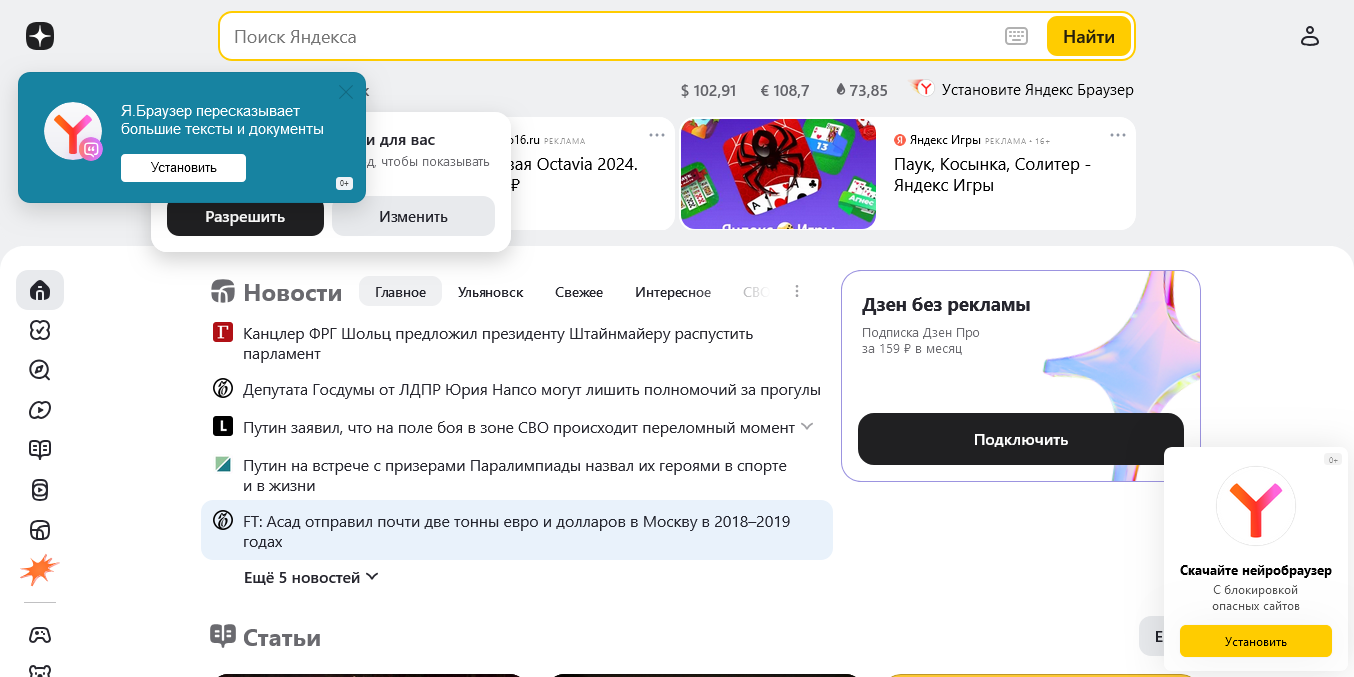 Поиск Яндекса
Найти
Я.Браузер пересказывает
большие тексты и документы
Установить
0+
$ 102,91
€ 108,7
73,85
Установите Яндекс Браузер
и для вас
чтобы показывать
Разрешить
Изменить
РЕКЛАМА
Octavia 2024.
₽
Яндекс Игры РЕКЛАМА • 16+
Паук, Косынка, Солитер -
Яндекс Игры
13
Новости
Главное
Ульяновск
Свежее
Интересное
СВО
Г
Канцлер ФРГ Шольц предложил президенту Штайнмайеру распустить
парламент
Депутата Госдумы от ЛДПР Юрия Напсо могут лишить полномочий за прогулы
L
Путин заявил, что на поле боя в зоне СВО происходит переломный момент
Путин на встрече с призерами Паралимпиады назвал их героями в спорте
и в жизни
FT: Асад отправил почти две тонны евро и долларов в Москву в 2018–2019
годах
Ещё 5 новостей
Дзен без рекламы
Подписка Дзен Про
за 159 ₽ в месяц
Подключить
0+
Скачайте нейробраузер
С блокировкой
опасных сайтов
Установить
Статьи